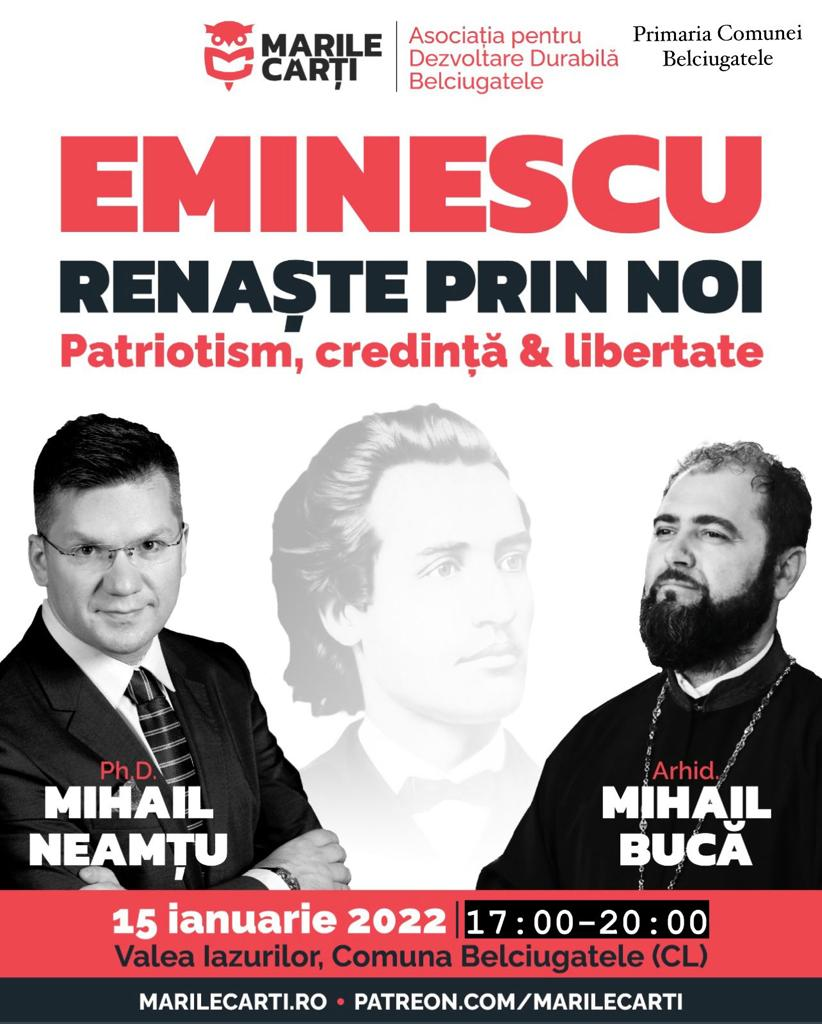 MARILE
CĂRȚI
Asociația pentru
Dezvoltare Durabilă
Belciugatele
Primaria Comunei
Belciugatele
EMINESCU
RENAȘTE PRIN NOI
Patriotism, credință & libertate
Ph.D.
MIHAIL
NEAMȚU
Arhid.
MIHAIL
BUCĂ
15 ianuarie 2022 | 17:00-20:00
Valea Iazurilor, Comuna Belciugatele (CL)
MARILECARTI.RO • PATREON.COM/MARILECARTI